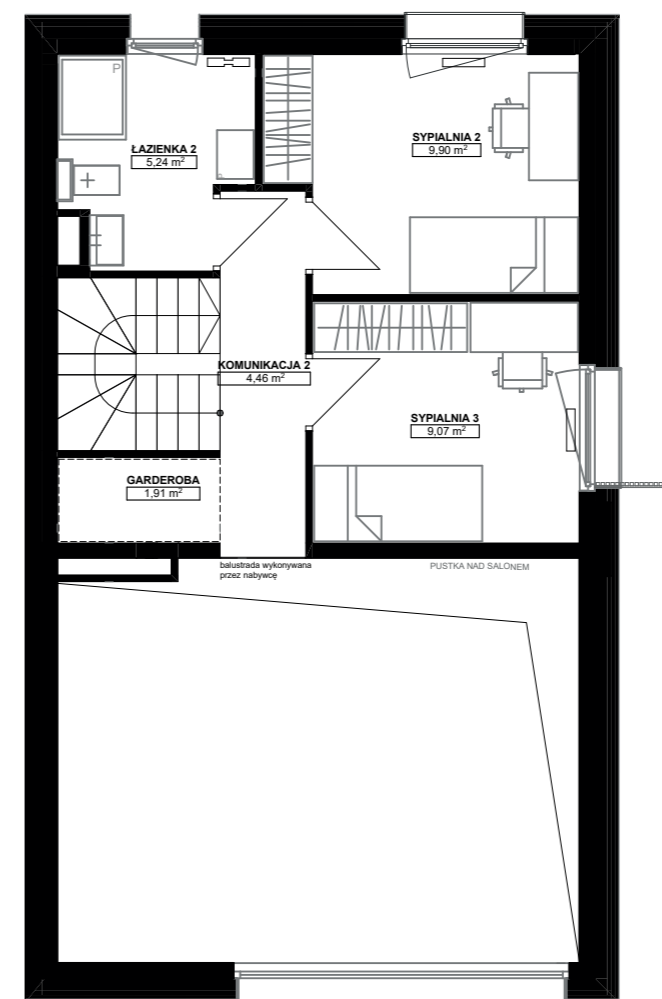 P
ŁAZIENKA 2
5,24 m²
SYPIALNIA 2
9,90 m²
KOMUNIKACJA 2
4,46 m²
SYPIALNIA 3
9,07 m²
GARDEROBA
1,91 m²
balustrada wykonywana
przez nabywcę
PUSTKA NAD SALONEM